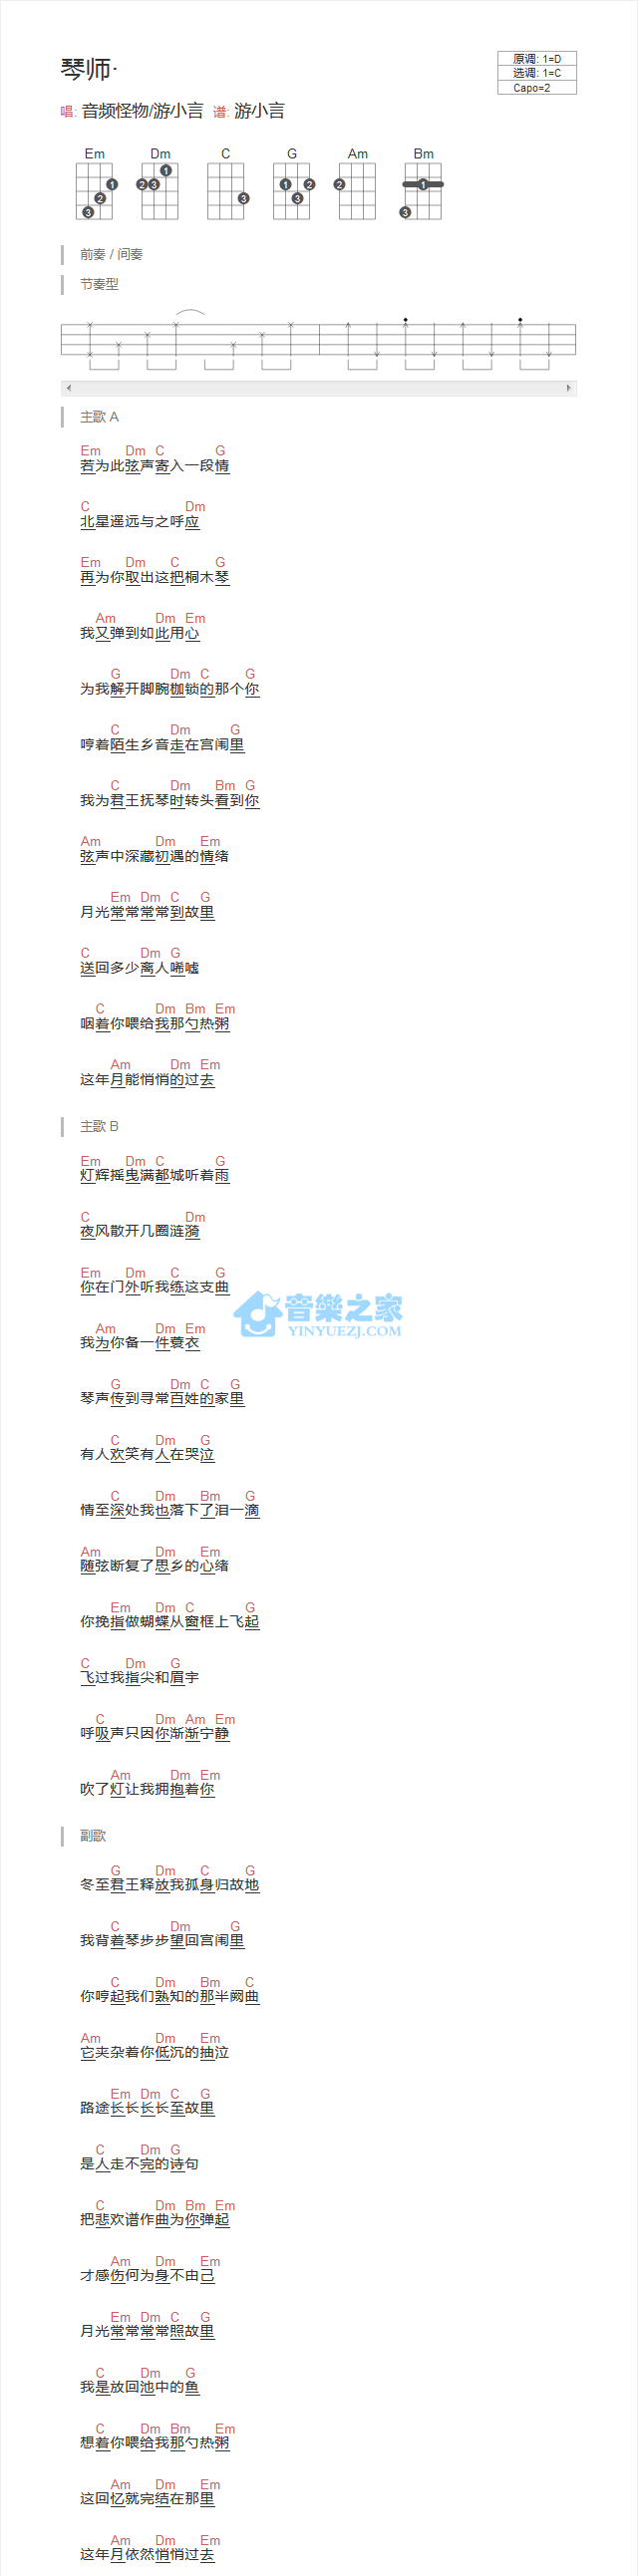 琴师·
原调: 1=D
选调: 1=C
Capo=2
唱: 音频怪物/游小言 谱: 游小言
Em Dm C G Am Bm
1 2 3 2 3 1 3 1 2 3 2 1 3
前奏 / 间奏
节奏型
主歌 A
Em Dm C G
若为此弦声寄入一段情
C Dm
北星遥远与之呼应
Em Dm C G
再为你取出这把桐木琴
Am Dm Em
我又弹到如此用心
G Dm C G
为我解开脚腕枷锁的那个你
C Dm G
哼着陌生乡音走在宫闱里
C Dm Bm G
我为君王抚琴时转头看到你
Am Dm Em
弦声中深藏初遇的情绪
Em Dm C G
月光常常常常到故里
C Dm G
送回多少离人唏嘘
C Dm Bm Em
咽着你喂给我那勺热粥
Am Dm Em
这年月能悄悄的过去
主歌 B
Em Dm C G
灯辉摇曳满都城听着雨
C Dm
夜风散开几圈涟漪
Em Dm C G
你在门外听我练这支曲
Am Dm Em
我为你备一件蓑衣
G Dm C G
琴声传到寻常百姓的家里
C Dm G
有人欢笑有人在哭泣
C Dm Bm G
情至深处我也落下了泪一滴
Am Dm Em
随弦断复了思乡的心绪
Em Dm C G
你挽指做蝴蝶从窗框上飞起
C Dm G
飞过我指尖和眉宇
C Dm Am Em
呼吸声只因你渐渐宁静
Am Dm Em
吹了灯让我拥抱着你
音樂之家
YINYUEZJ.COM
副歌
G Dm C G
冬至君王释放我孤身归故地
C Dm G
我背着琴步步望回宫闱里
C Dm Bm C
你哼起我们熟知的那半阙曲
Am Dm Em
它夹杂着你低沉的抽泣
Em Dm C G
路途长长长长至故里
C Dm G
是人走不完的诗句
C Dm Bm Em
把悲欢谱作曲为你弹起
Am Dm Em
才感伤何为身不由己
Em Dm C G
月光常常常常照故里
C Dm G
我是放回池中的鱼
C Dm Bm Em
想着你喂给我那勺热粥
Am Dm Em
这回忆就完结在那里
Am Dm Em
这年月依然悄悄过去